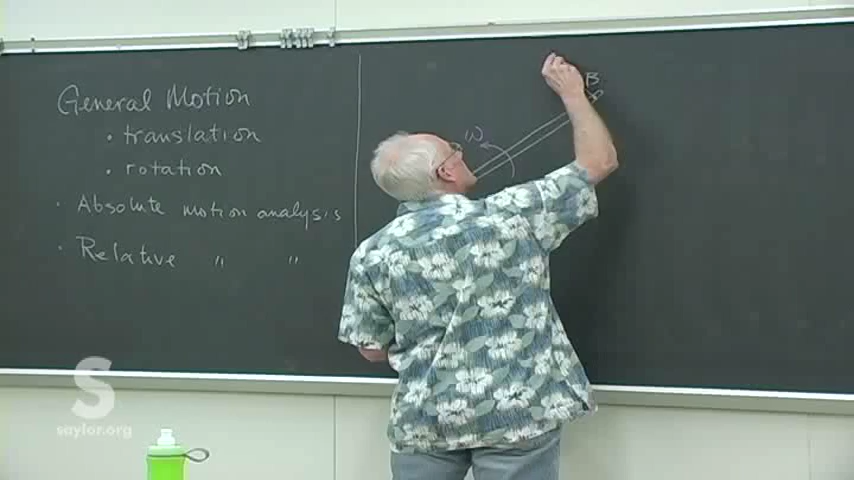 General Motion
· translation
· rotation
· Absolute motion analysis
· Relative " "
ω
B
S
saylor.org